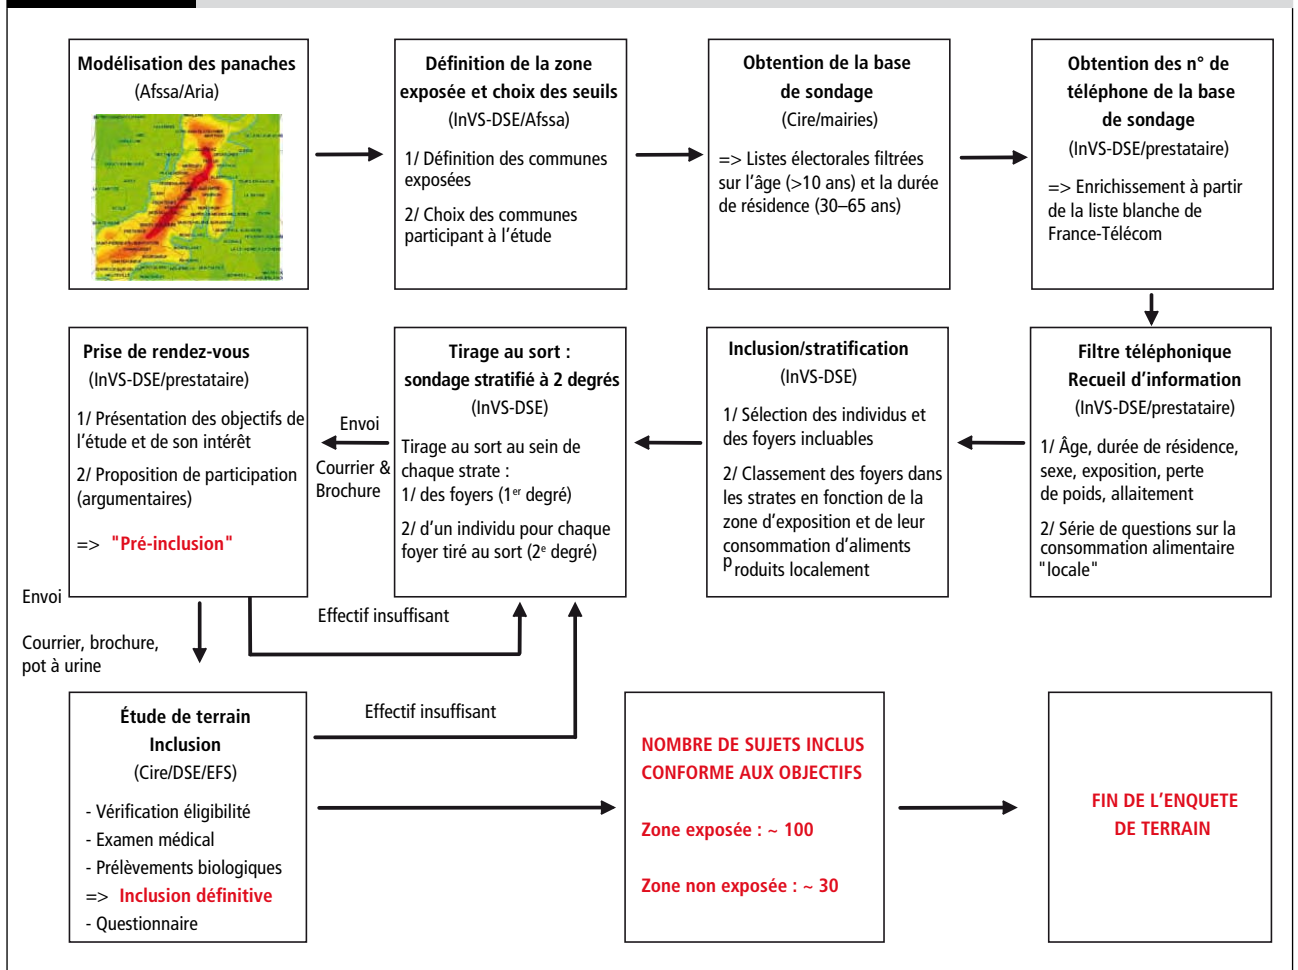 Modélisation des panaches
(Afssa/Aria)
Définition de la zone
exposée et choix des seuils
(InVS-DSE/Afssa)
1/ Définition des communes
exposées
2/ Choix des communes
participant à l'étude
Obtention de la base
de sondage
(Cire/mairies)
=> Listes électorales filtrées
sur l'âge (>10 ans) et la durée
de résidence (30–65 ans)
Obtention des n° de
téléphone de la base
de sondage
(InVS-DSE/prestataire)
=> Enrichissement à partir
de la liste blanche de
France-Télécom
Prise de rendez-vous
(InVS-DSE/prestataire)
1/ Présentation des objectifs de
l'étude et de son intérêt
2/ Proposition de participation
(argumentaires)
=> "Pré-inclusion"
Envoi
Courrier &
Brochure
Tirage au sort :
sondage stratifié à 2 degrés
(InVS-DSE)
Tirage au sort au sein de
chaque strate :
1/ des foyers (1er degré)
2/ d'un individu pour chaque
foyer tiré au sort (2e degré)
Inclusion/stratification
(InVS-DSE)
1/ Sélection des individus et
des foyers incluables
2/ Classement des foyers dans
les strates en fonction de la
zone d'exposition et de leur
consommation d'aliments
produits localement
Filtre téléphonique
Recueil d'information
(InVS-DSE/prestataire)
1/ Âge, durée de résidence,
sexe, exposition, perte
de poids, allaitement
2/ Série de questions sur la
consommation alimentaire
"locale"
Envoi
Courrier, brochure,
pot à urine
Effectif insuffisant
Effectif insuffisant
Étude de terrain
Inclusion
(Cire/DSE/EFS)
- Vérification éligibilité
- Examen médical
- Prélèvements biologiques
=> Inclusion définitive
- Questionnaire
NOMBRE DE SUJETS INCLUS
CONFORME AUX OBJECTIFS
Zone exposée : ~ 100
Zone non exposée : ~ 30
FIN DE L'ENQUETE
DE TERRAIN